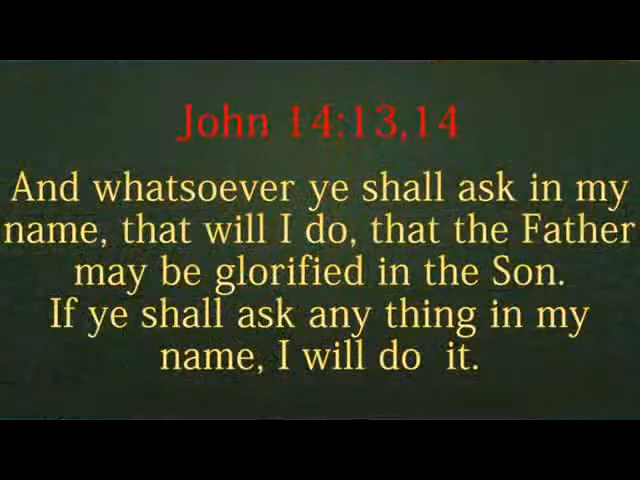 John 14:13,14
And whatsoever ye shall ask in my
name, that will I do, that the Father
may be glorified in the Son.
If ye shall ask any thing in my
name, I will do it.